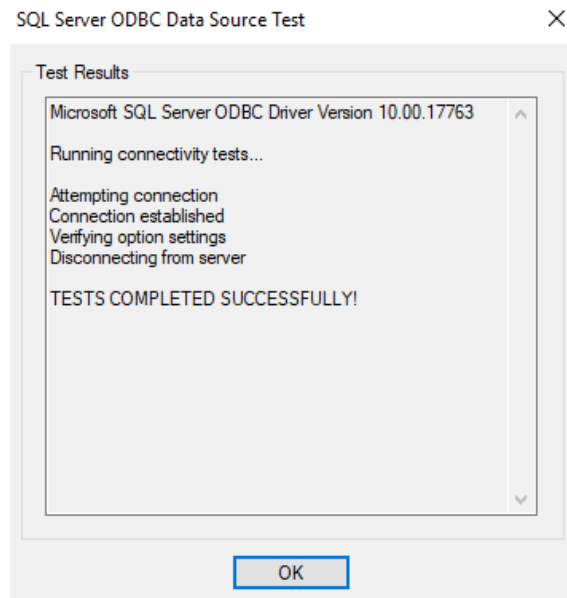 SQL Server ODBC Data Source Test
Test Results
Microsoft SQL Server ODBC Driver Version 10.00.17763
Running connectivity tests...
Attempting connection
Connection established
Verifying option settings
Disconnecting from server
TESTS COMPLETED SUCCESSFULLY!
OK